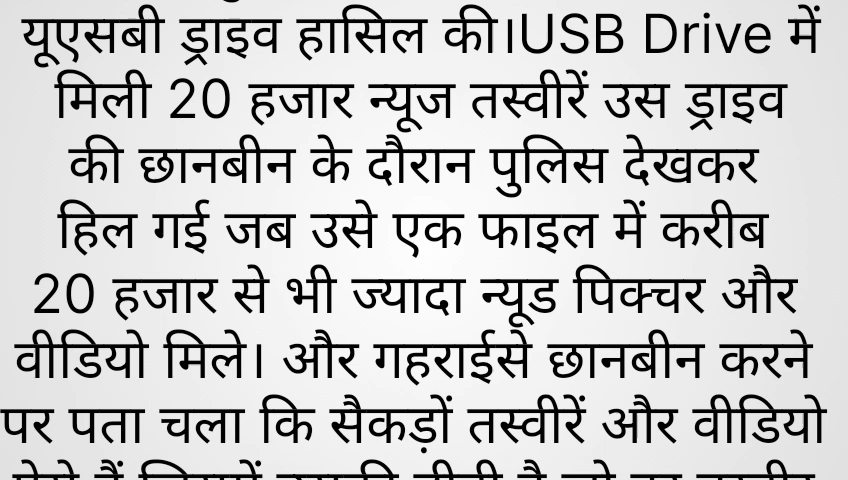 यूएसबी ड्राइव हासिल की।USB Drive में
मिली 20 हजार न्यूज तस्वीरें उस ड्राइव
की छानबीन के दौरान पुलिस देखकर
हिल गई जब उसे एक फाइल में करीब
20 हजार से भी ज्यादा न्यूड पिक्चर और
वीडियो मिले। और गहराईसे छानबीन करने
पर पता चला कि सैकड़ों तस्वीरें और वीडियो